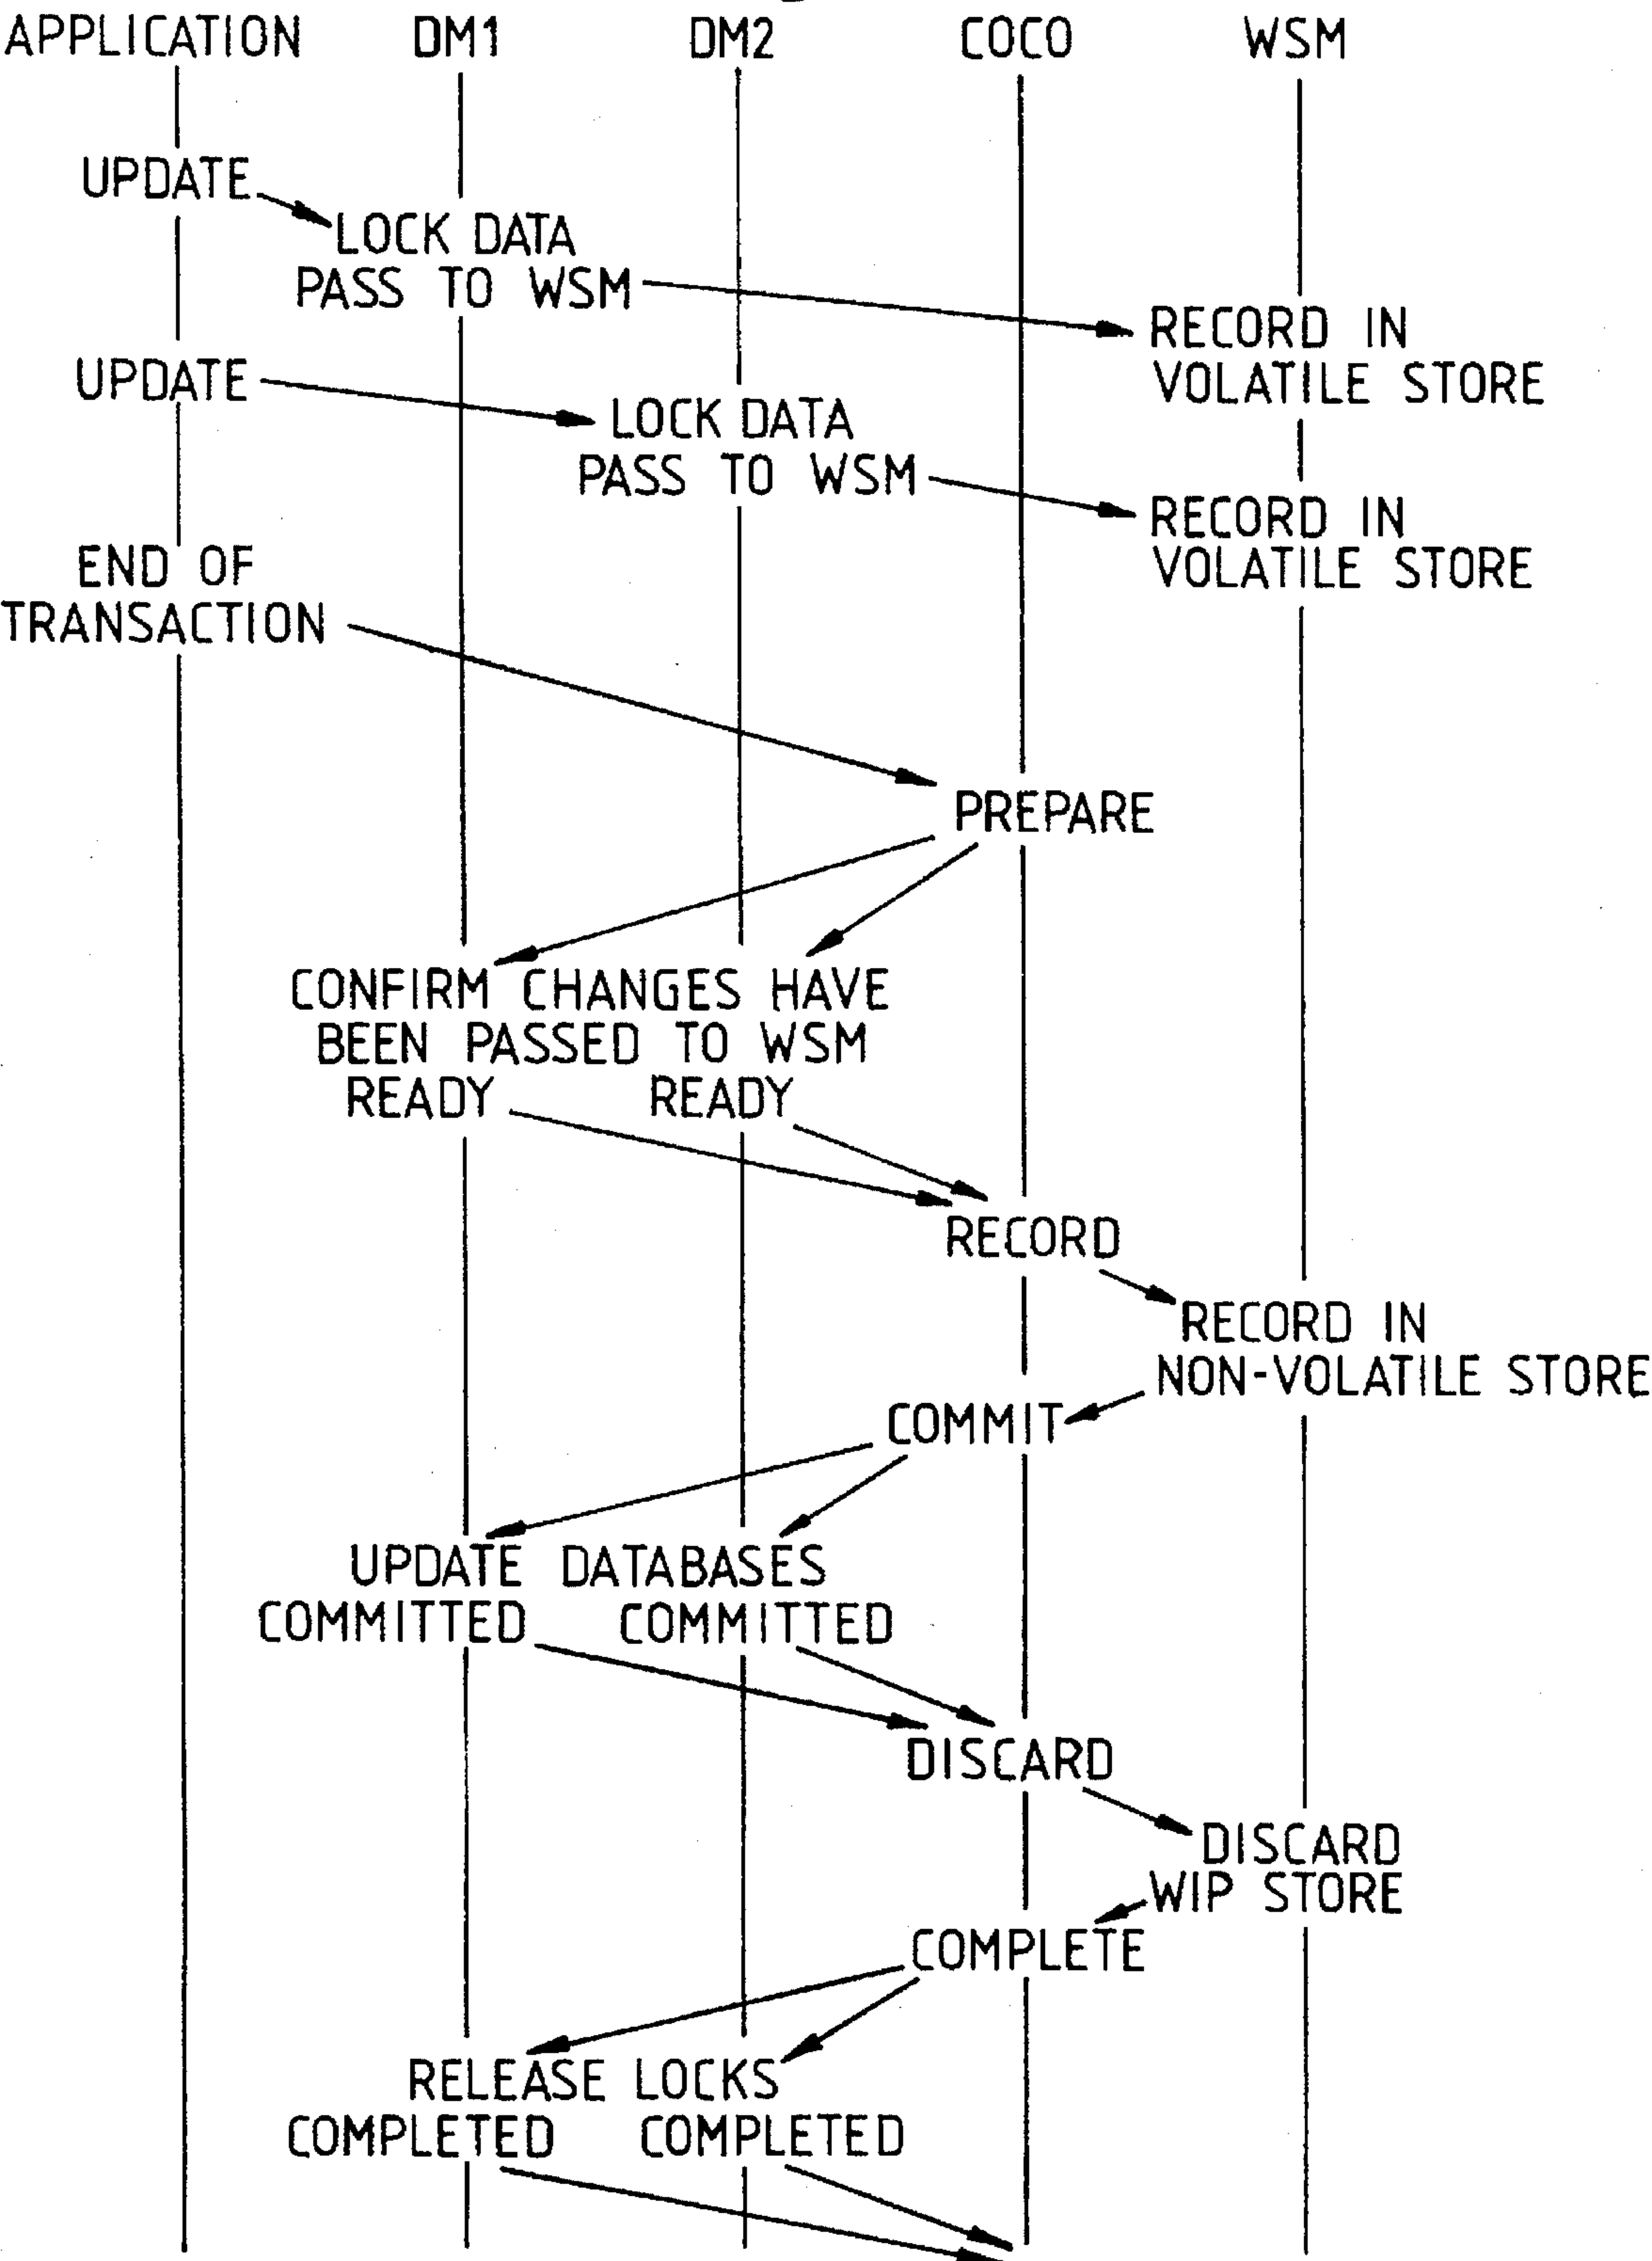 APPLICATION DM1 DM2 COCO WSM
UPDATE
LOCK DATA
PASS TO WSM
RECORD IN
VOLATILE STORE
UPDATE
LOCK DATA
PASS TO WSM
RECORD IN
VOLATILE STORE
END OF
TRANSACTION
PREPARE
CONFIRM CHANGES HAVE
BEEN PASSED TO WSM
READY READY
RECORD
RECORD IN
NON-VOLATILE STORE
COMMIT
UPDATE DATABASES
COMMITTED COMMITTED
DISCARD
DISCARD
WIP STORE
COMPLETE
RELEASE LOCKS
COMPLETED COMPLETED